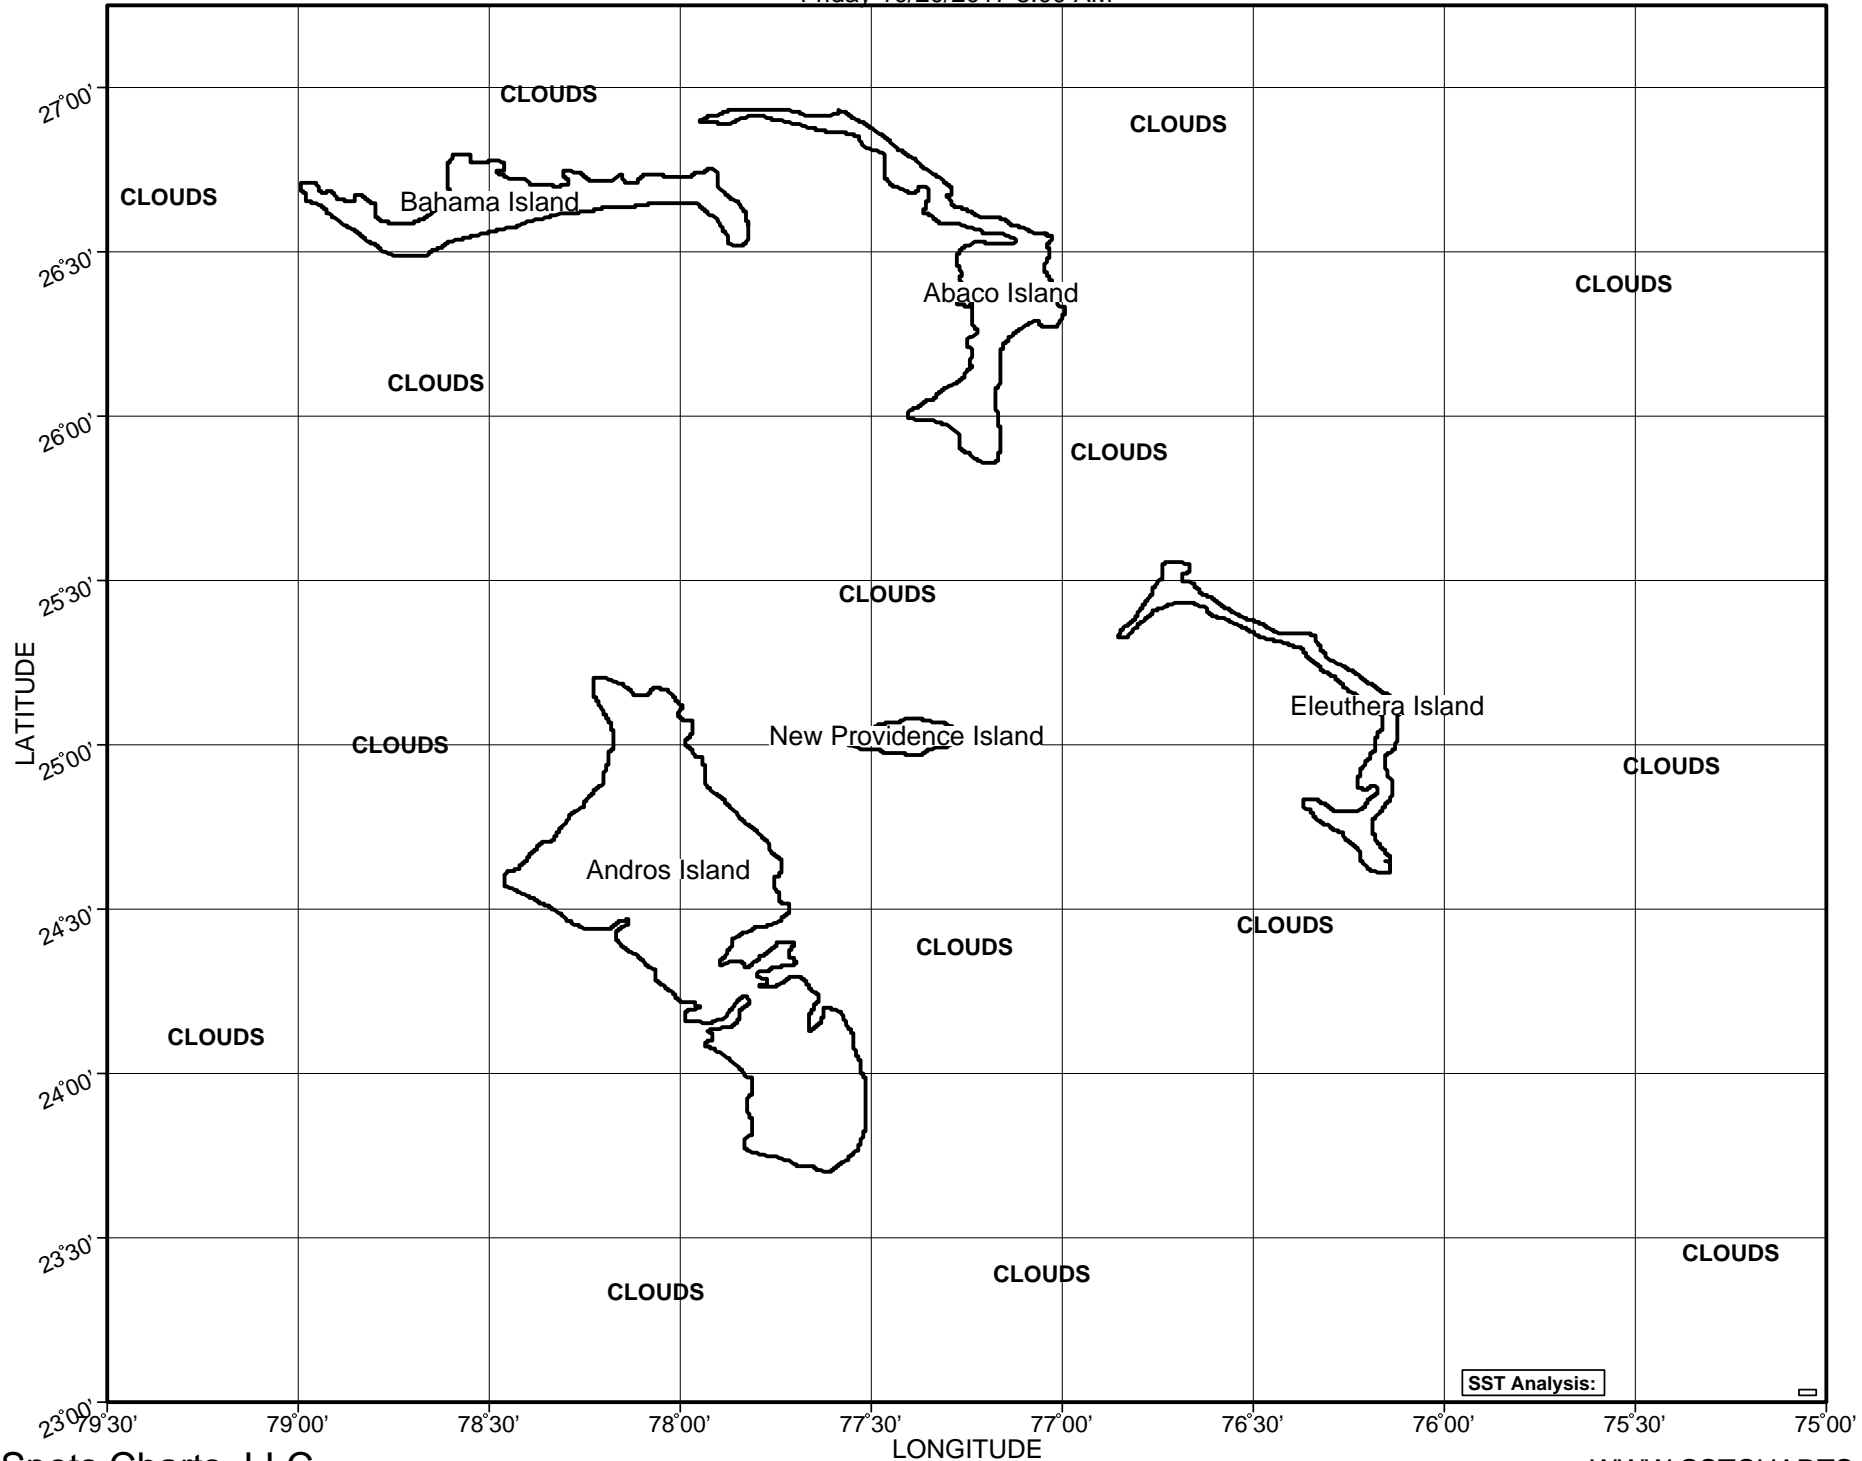 27°00'
CLOUDS
CLOUDS
CLOUDS
Bahama Island
26°30'
CLOUDS
Abaco Island
CLOUDS
26°00'
CLOUDS
25°30'
CLOUDS
LATITUDE
Eleuthera Island
New Providence Island
25°00'
CLOUDS
CLOUDS
Andros Island
24°30'
CLOUDS
CLOUDS
CLOUDS
24°00'
23°30'
CLOUDS
CLOUDS
CLOUDS
SST Analysis:
23°00'
79°30' 79°00' 78°30' 78°00' 77°30' 77°00' 76°30' 76°00' 75°30' 75°00'
LONGITUDE